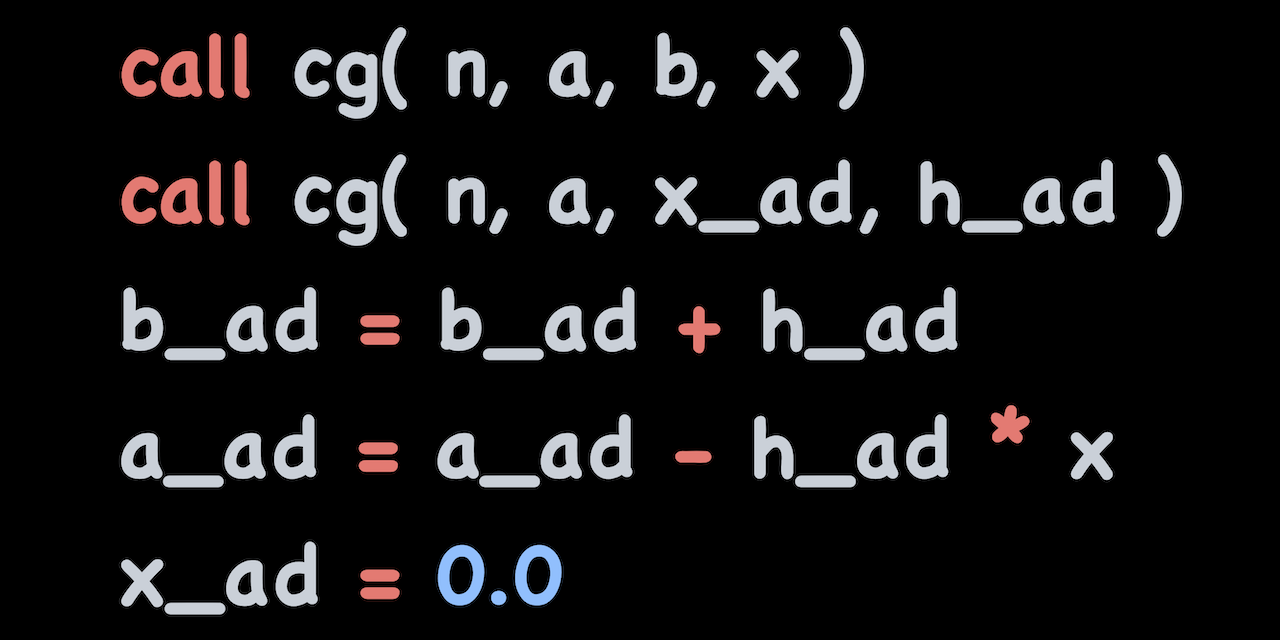 call cg( n, a, b, x )
call cg( n, a, x_ad, h_ad )
b_ad = b_ad + h_ad
a_ad = a_ad - h_ad * x
x_ad = 0.0